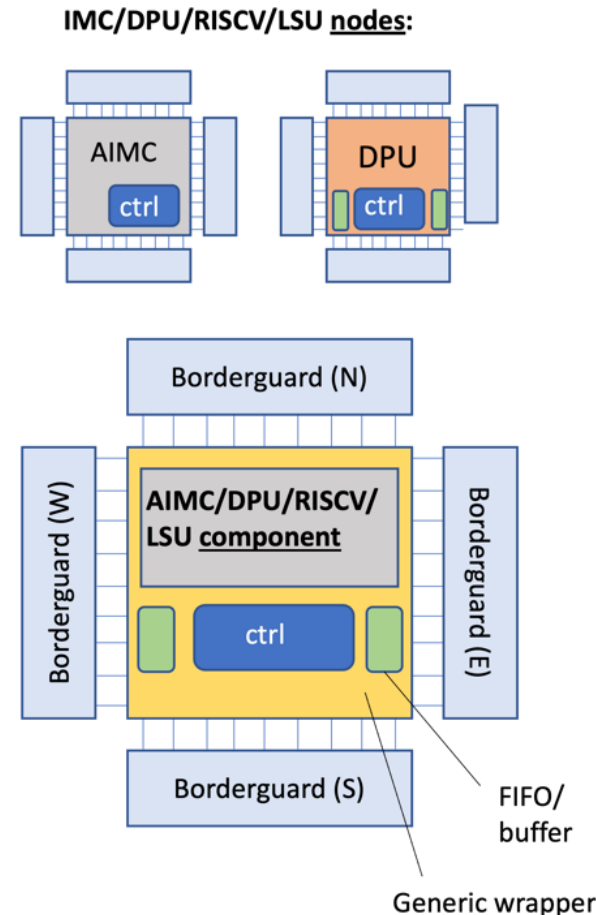 IMC/DPU/RISCV/LSU nodes:
AIMC
ctrl
DPU
ctrl
Borderguard (N)
Borderguard (W)
AIMC/DPU/RISCV/
LSU component
ctrl
Borderguard (E)
Borderguard (S)
FIFO/
buffer
Generic wrapper